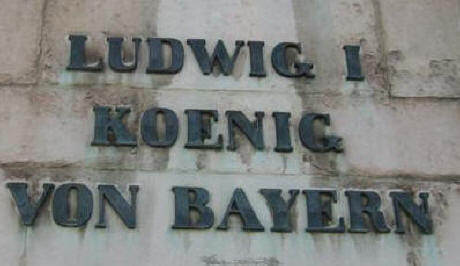 LUDWIG I
KOENIG
VON BAYERN